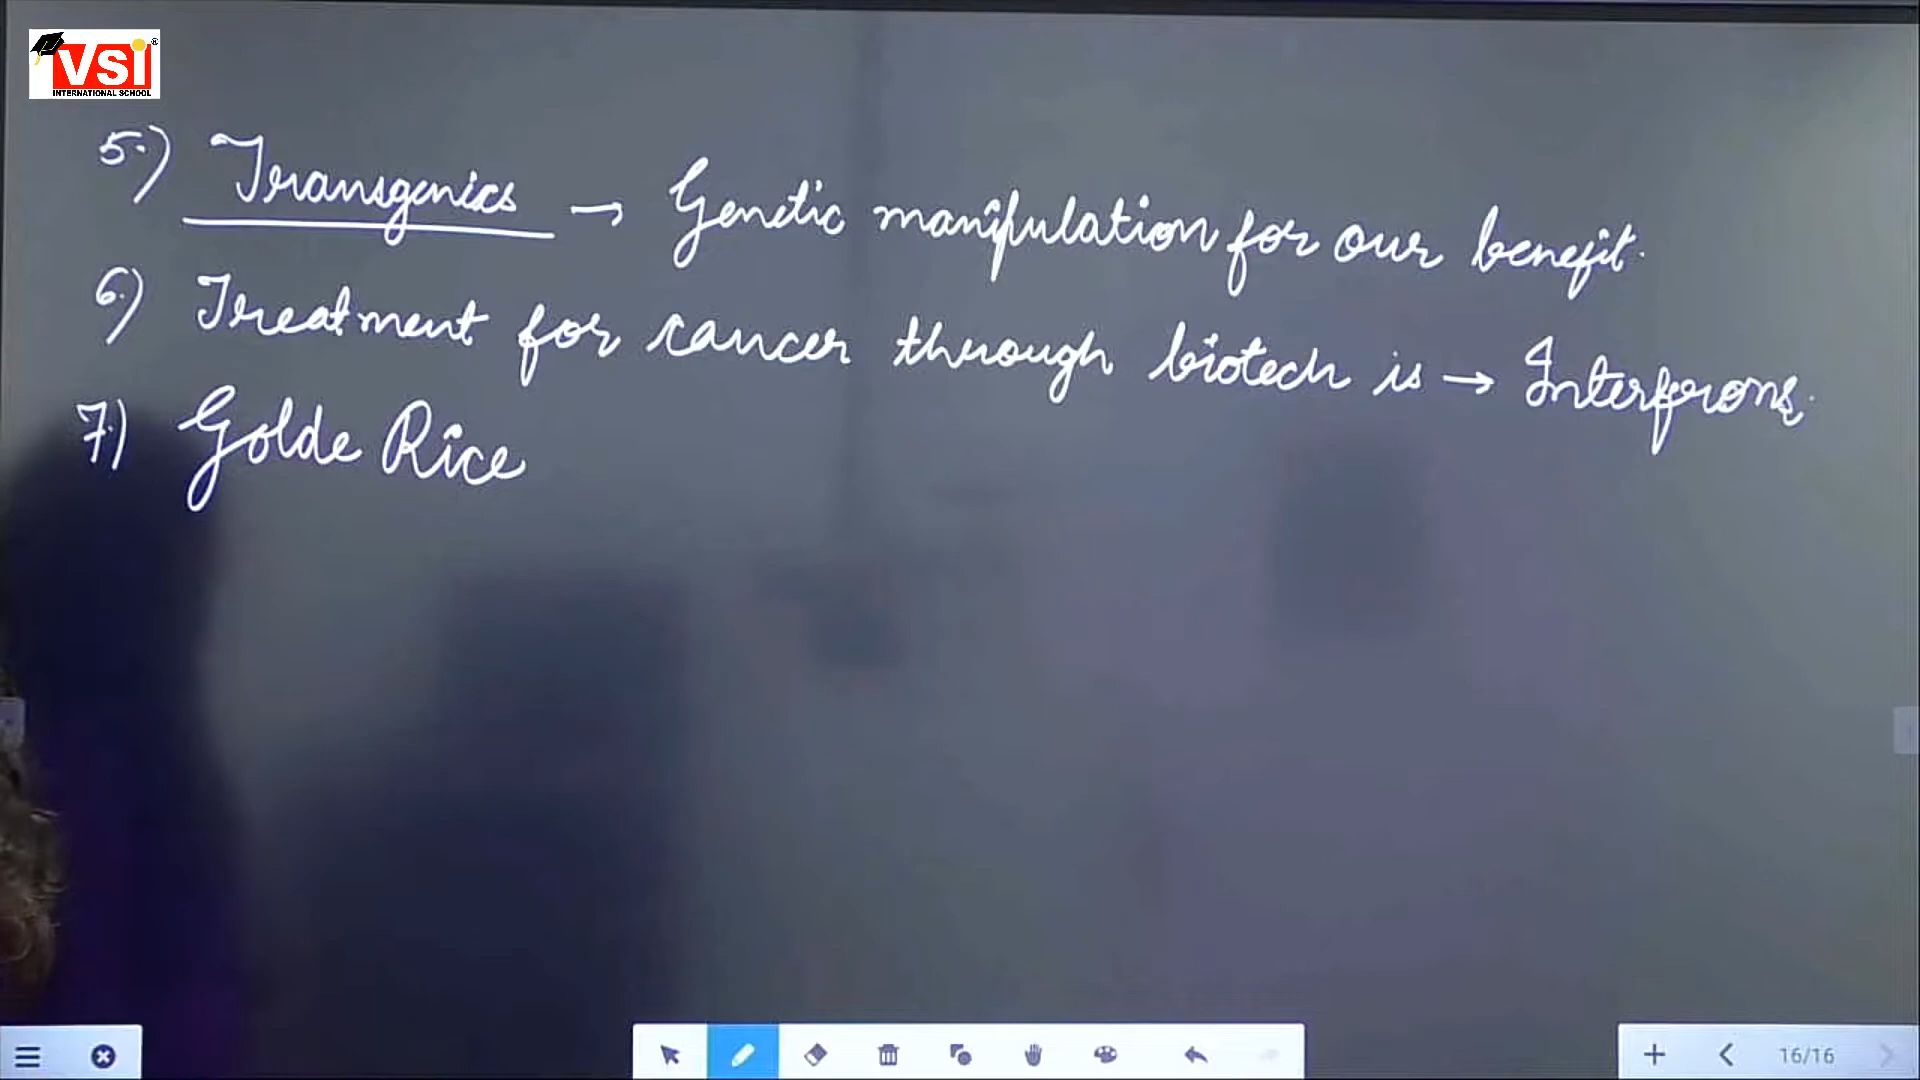 VSI
INTERNATIONAL SCHOOL
5.) Transgenics → Genetic manipulation for our benefit.
6.) Treatment for cancer through biotech is → Interferons.
7.) Golde Rice
16/16